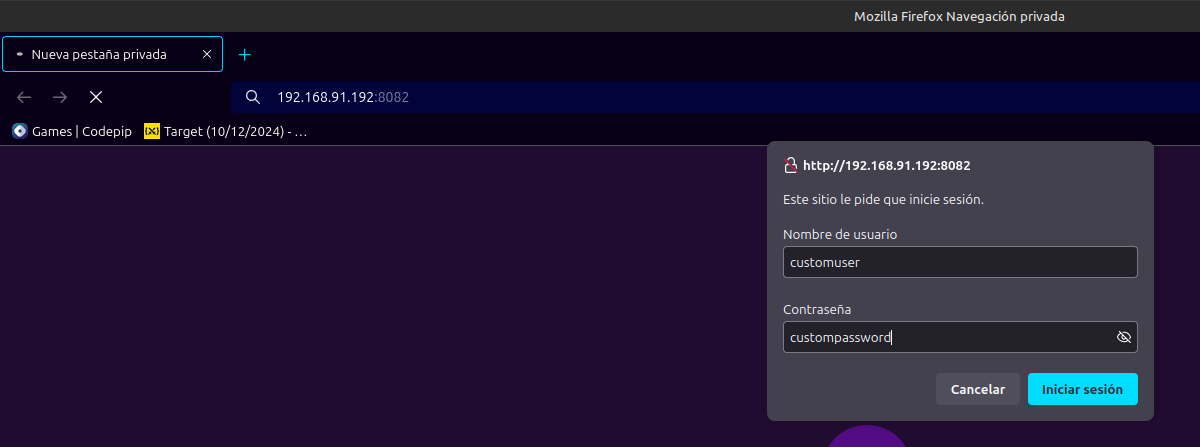 Mozilla Firefox Navegación privada
Nueva pestaña privada
192.168.91.192:8082
Games | Codepip
Target (10/12/2024) - ...
http://192.168.91.192:8082
Este sitio le pide que inicie sesión.
Nombre de usuario
customuser
Contraseña
custompassword
Cancelar
Iniciar sesión